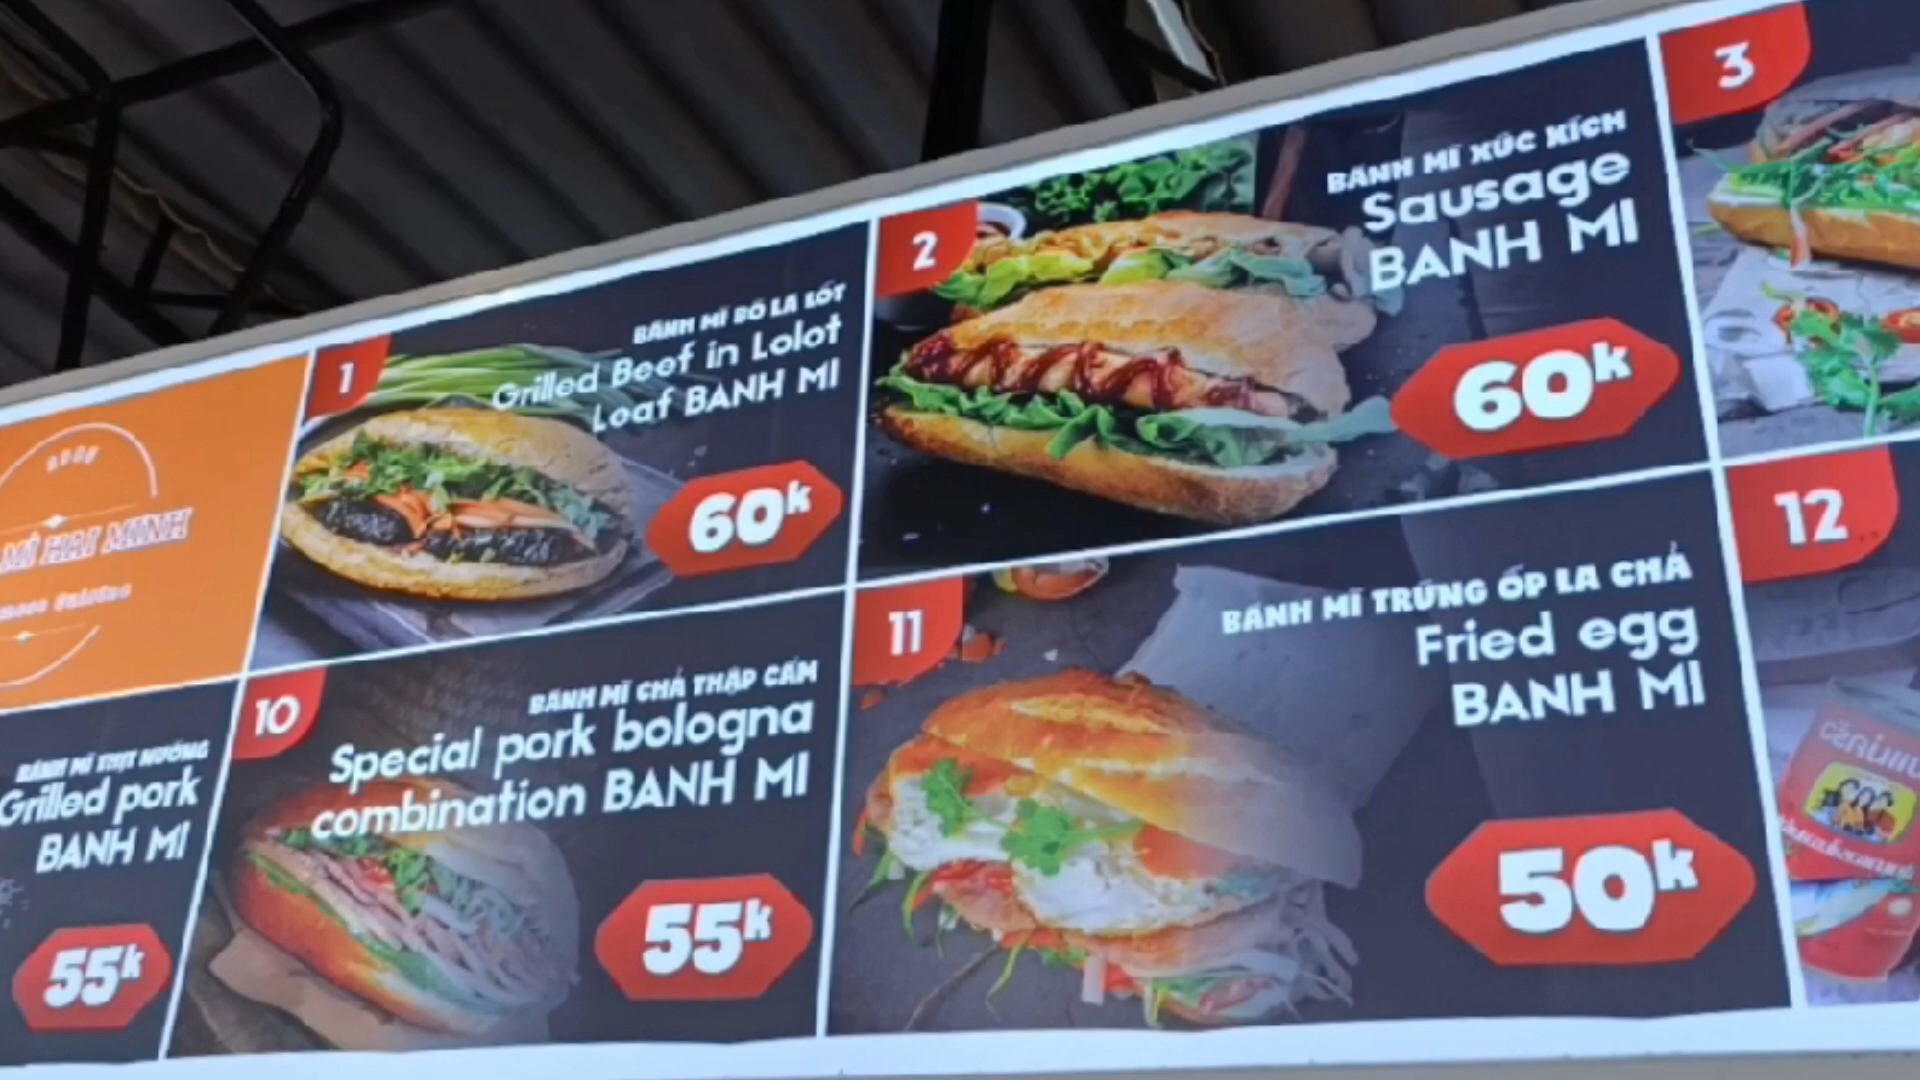 MÌ HAI MINH
1
BÁNH MÌ BÒ LÁ LỐT
Grilled Beef in Lolot
Loaf BANH MI
60k
2
BÁNH MÌ XÚC XÍCH
Sausage
BANH MI
60k
3
BÁNH MÌ THỊT NƯỚNG
Grilled pork
BANH MI
55k
10
BÁNH MÌ CHẢ THẬP CẨM
Special pork bologna
combination BANH MI
55k
11
BÁNH MÌ TRỨNG ỐP LA CHẢ
Fried egg
BANH MI
50k
12